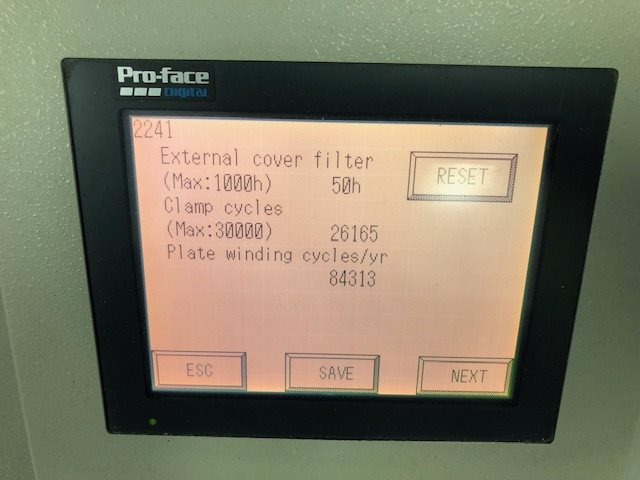 Pro-face
Digital
2241
External cover filter
(Max:1000h) 50h
RESET
Clamp cycles
(Max:30000) 26165
Plate winding cycles/yr
84313
ESC SAVE NEXT